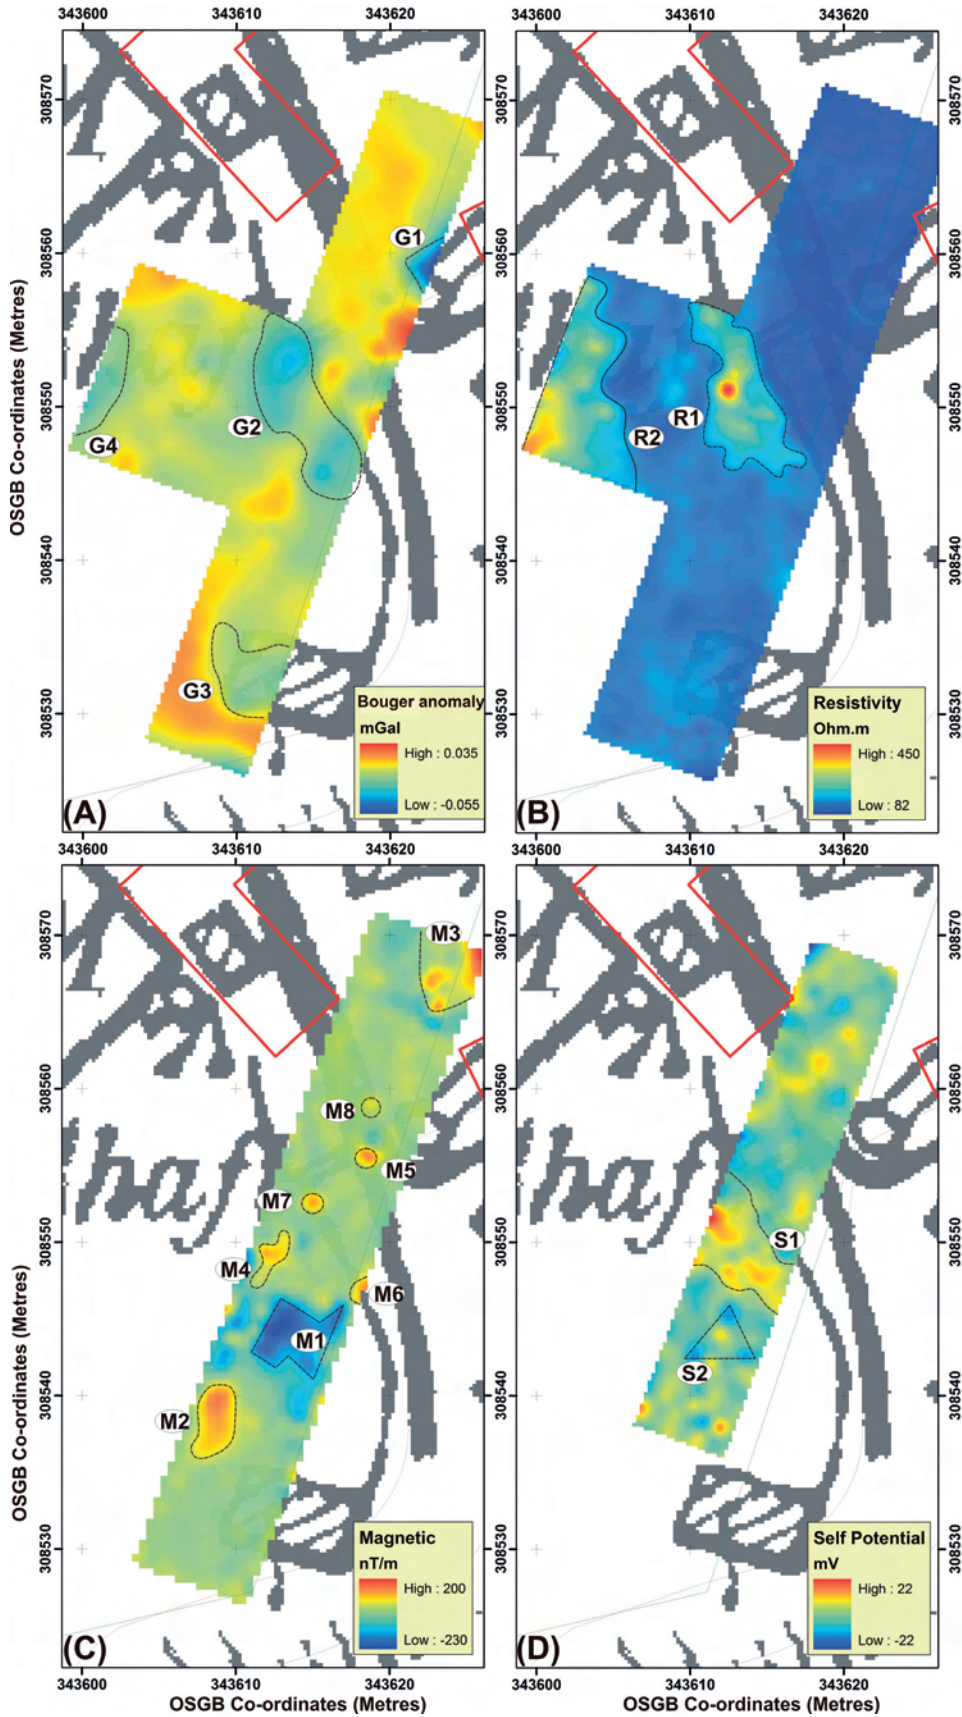 343600 343610 343620
343600 343610 343620
308570
308560
308550
308540
308530
OSGB Co-ordinates (Metres)
G1
G2
G3
G4
Bouger anomaly
mGal
High : 0.035
Low : -0.055
(A)
308570
308560
308550
308540
308530
R1
R2
Resistivity
Ohm.m
High : 450
Low : 82
(B)
343600 343610 343620
343600 343610 343620
308570
308560
308550
308540
308530
OSGB Co-ordinates (Metres)
M3
M8
M5
M7
M4
M6
M1
M2
haf
Magnetic
nT/m
High : 200
Low : -230
(C)
308570
308560
308550
308540
308530
S1
S2
haf
Self Potential
mV
High : 22
Low : -22
(D)
343600 343610 343620
OSGB Co-ordinates (Metres)
343600 343610 343620
OSGB Co-ordinates (Metres)